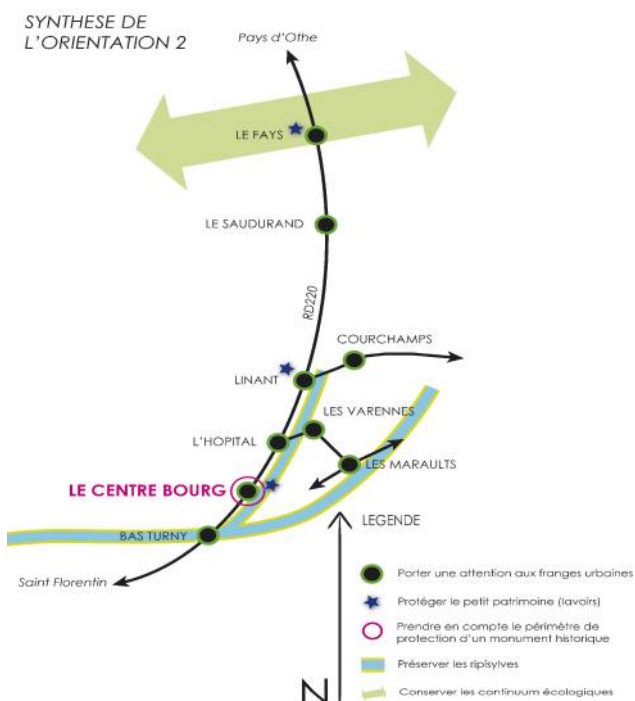 SYNTHESE DE
L'ORIENTATION 2
Pays d'Othe
LE FAYS
LE SAUDURAND
RD220
COURCHAMPS
LINANT
LES VARENNES
L'HOPITAL
LES MARAULTS
LE CENTRE BOURG
LEGENDE
BAS TURNY
Porter une attention aux franges urbaines
Saint Florentin
Protéger le petit patrimoine (lavoirs)
Prendre en compte le périmètre de
protection d'un monument historique
Préserver les ripisylves
Conserver les continuum écologiques
N